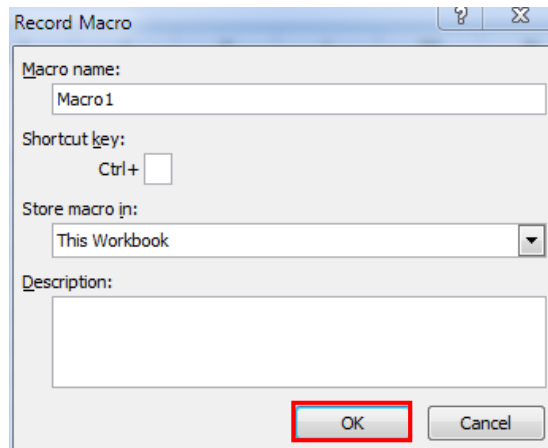 Record Macro
Macro name:
Macro1
Shortcut key:
Ctrl+
Store macro in:
This Workbook
Description:
OK Cancel